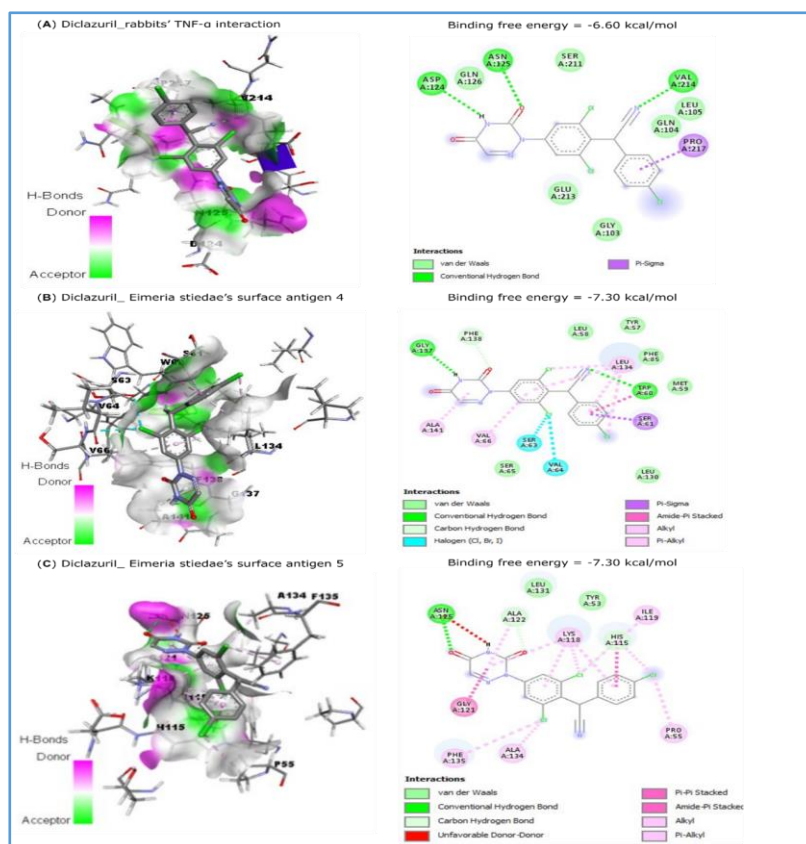 (A) Diclazuril_rabbits' TNF-α interaction
Binding free energy = -6.60 kcal/mol
H-Bonds
Donor
Acceptor
ASP A:124
GLN A:126
ASN A:125
SER A:211
VAL A:214
LEU A:105
GLN A:104
PRO A:217
GLU A:213
GLY A:103
Interactions
van der Waals
Conventional Hydrogen Bond
Pi-Sigma
(B) Diclazuril_ Eimeria stiedae's surface antigen 4
Binding free energy = -7.30 kcal/mol
S63
V64
V66
L134
H-Bonds
Donor
Acceptor
GLY A:137
PHE A:138
LEU A:58
TYR A:57
LEU A:134
PHE A:85
TRP A:60
MET A:59
SER A:61
ALA A:141
VAL A:66
SER A:63
VAL A:64
SER A:65
LEU A:130
Interactions
van der Waals
Conventional Hydrogen Bond
Carbon Hydrogen Bond
Halogen (Cl, Br, I)
Pi-Sigma
Amide-Pi Stacked
Alkyl
Pi-Alkyl
(C) Diclazuril_ Eimeria stiedae's surface antigen 5
Binding free energy = -7.30 kcal/mol
A134
F135
H115
P55
H-Bonds
Donor
Acceptor
ASN
LEU A:131
ALA A:122
TYR A:53
LYS A:118
HIS A:115
ILE A:119
GLY A:121
PRO A:55
PHE A:135
ALA A:134
Interactions
van der Waals
Conventional Hydrogen Bond
Carbon Hydrogen Bond
Unfavorable Donor-Donor
Pi-Pi Stacked
Amide-Pi Stacked
Alkyl
Pi-Alkyl